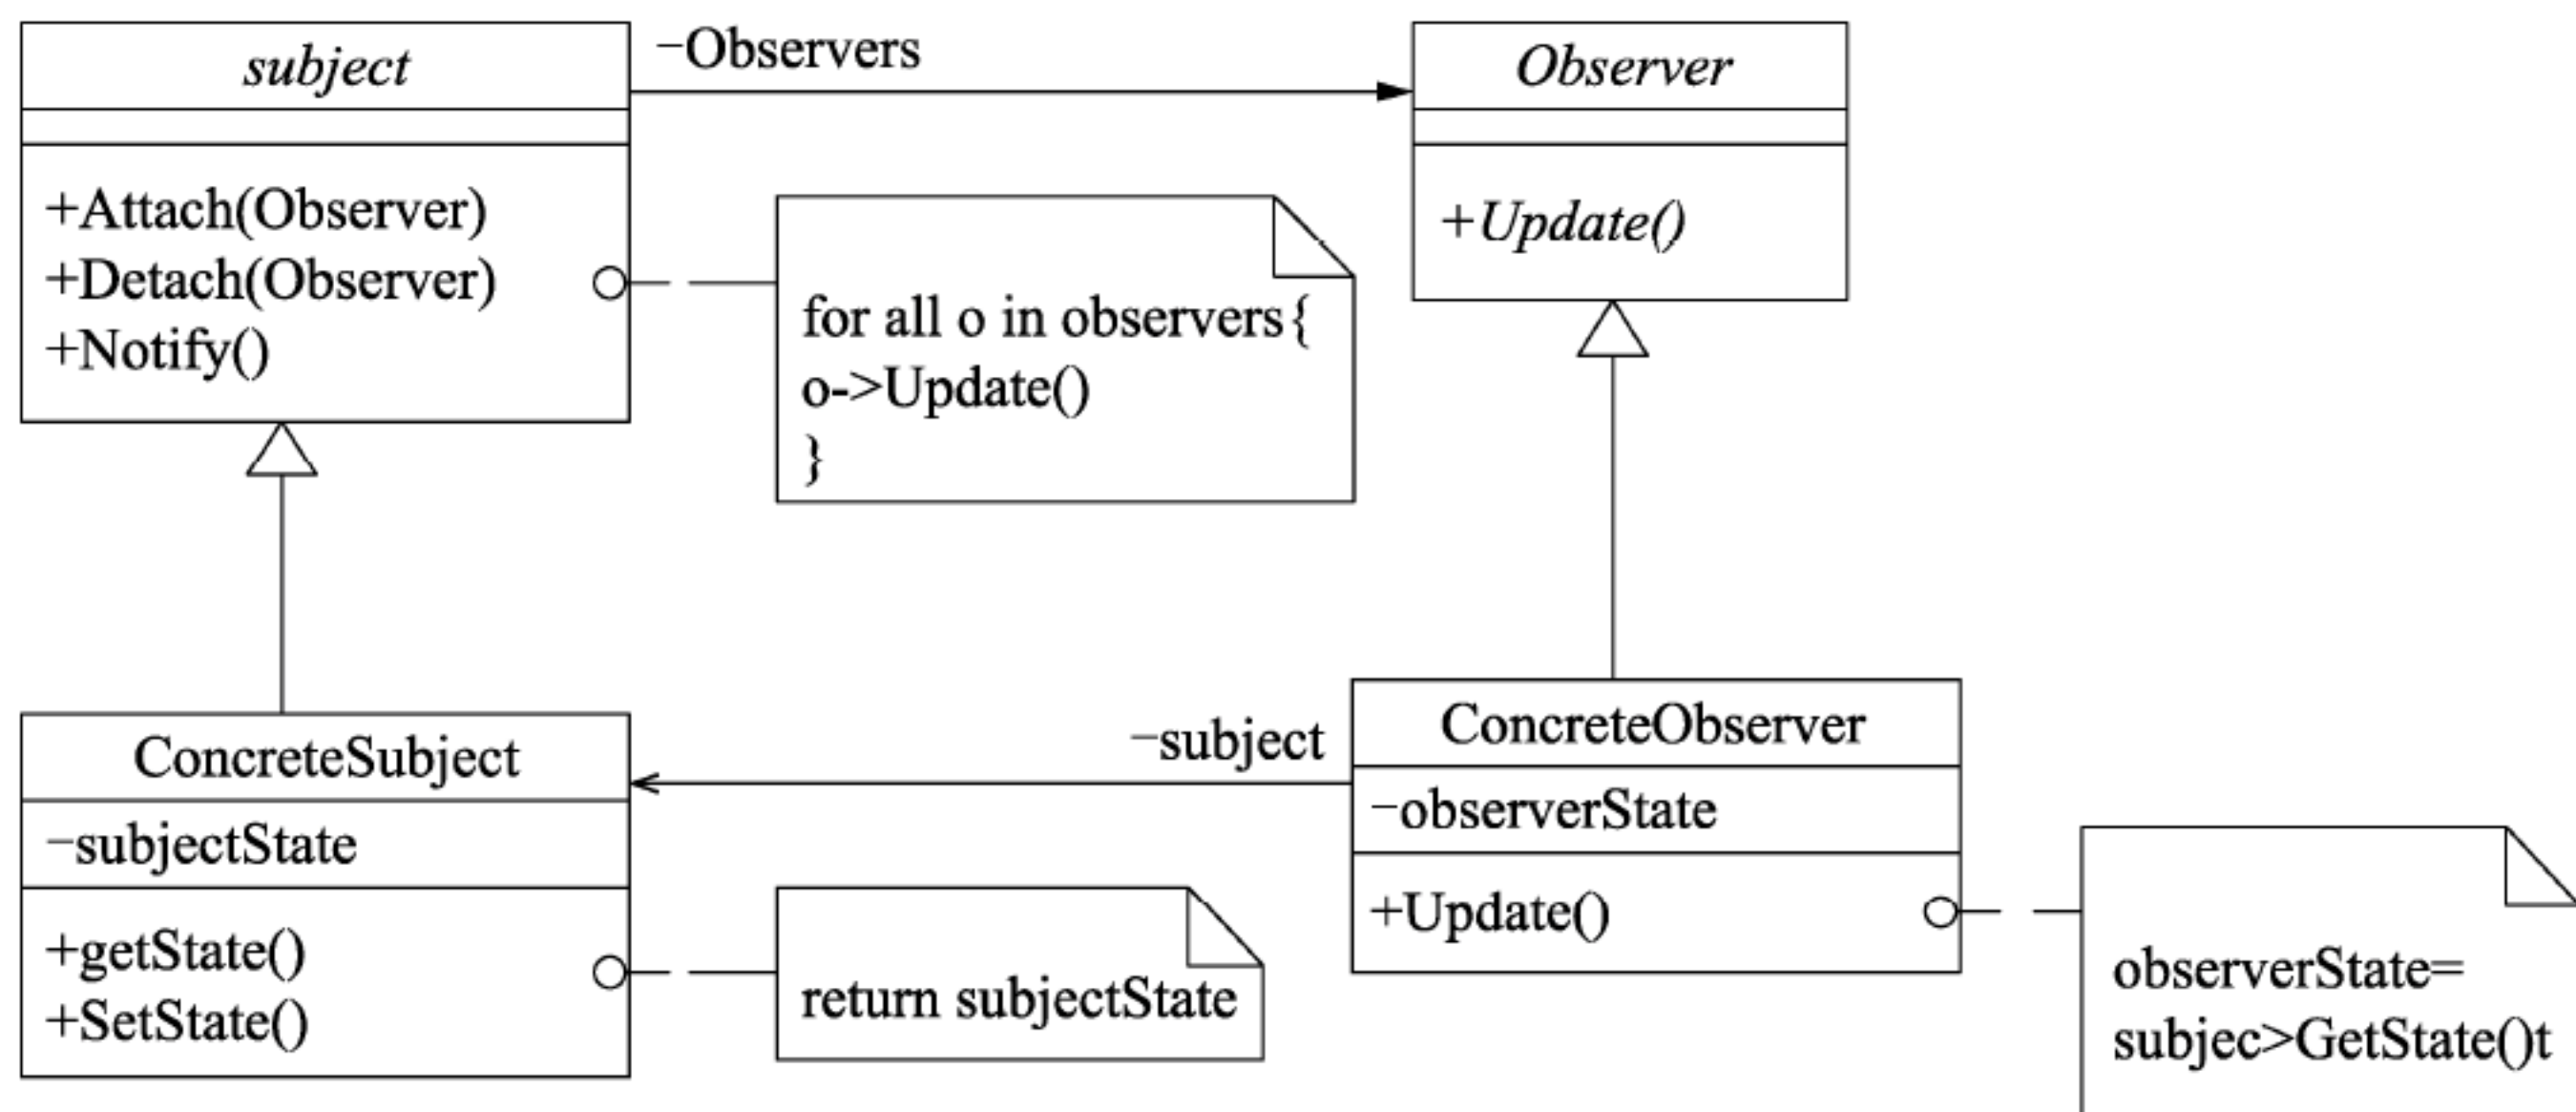 subject
+Attach(Observer)
+Detach(Observer)
+Notify()
−Observers
Observer
+Update()
for all o in observers{
o->Update()
}
ConcreteSubject
−subjectState
+getState()
+SetState()
return subjectState
−subject
ConcreteObserver
−observerState
+Update()
observerState=
subjec>GetState()t